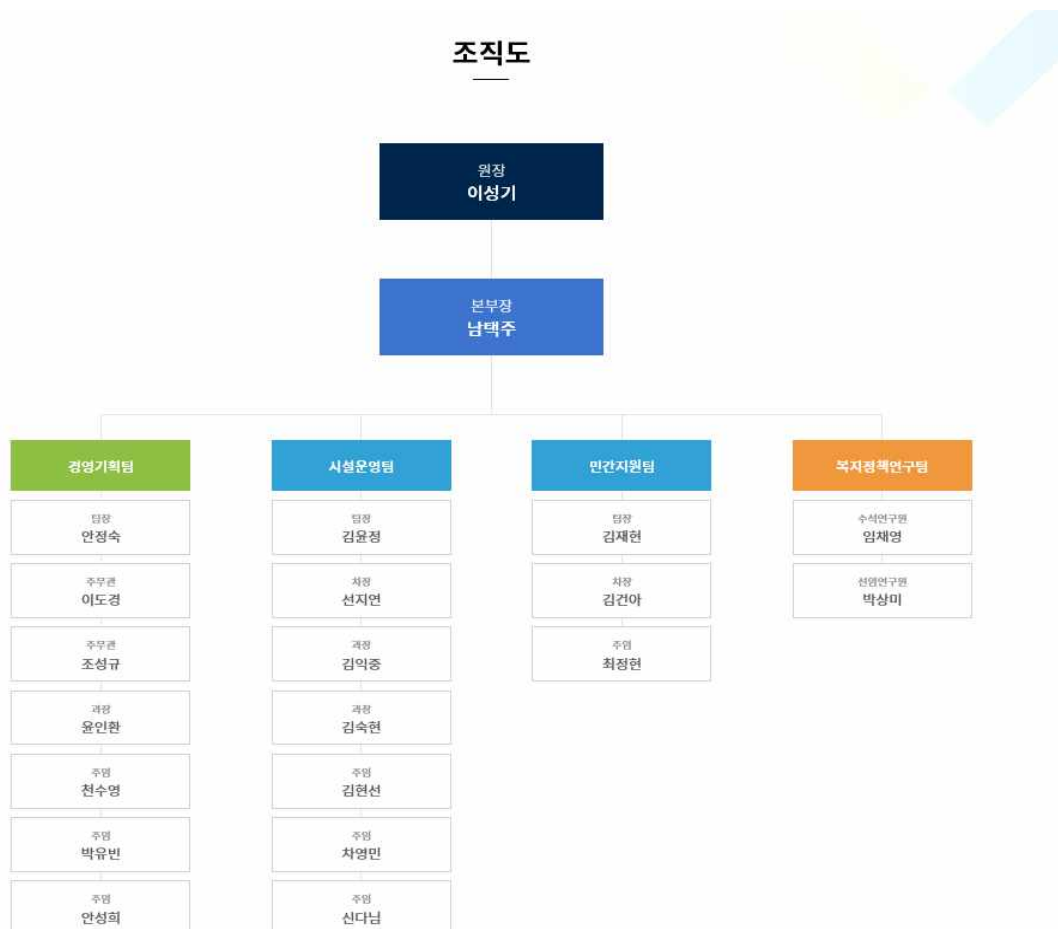 조직도
원장
이성기
본부장
남택주
경영기획팀
팀장
안정숙
주무관
이도경
주무관
조성규
과장
윤인환
주임
천수영
주임
박유빈
주임
안성희
시설운영팀
팀장
김윤정
차장
선지연
과장
김익중
과장
김숙현
주임
김현선
주임
차영민
주임
신다님
민간지원팀
팀장
김재현
차장
김건아
주임
최정현
복지정책연구팀
수석연구원
임채영
선임연구원
박상미